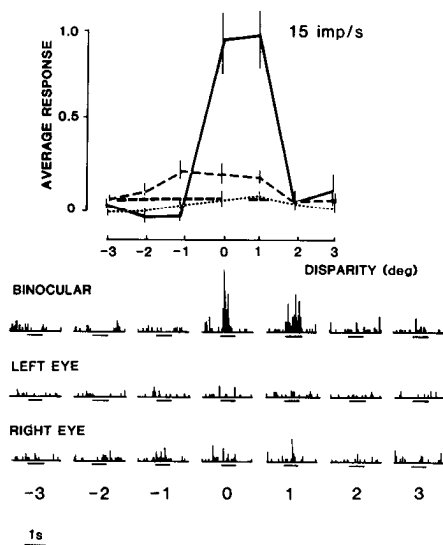 1.0
15 imp/s
0.5
0
AVERAGE RESPONSE
-3 -2 -1 0 1 2 3
DISPARITY (deg)
BINOCULAR
LEFT EYE
RIGHT EYE
-3 -2 -1 0 1 2 3
1s